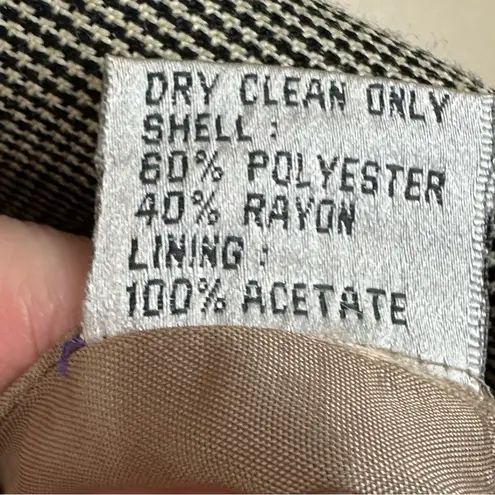 DRY CLEAN ONLY
SHELL :
60% POLYESTER
40% RAYON
LINING :
100% ACETATE